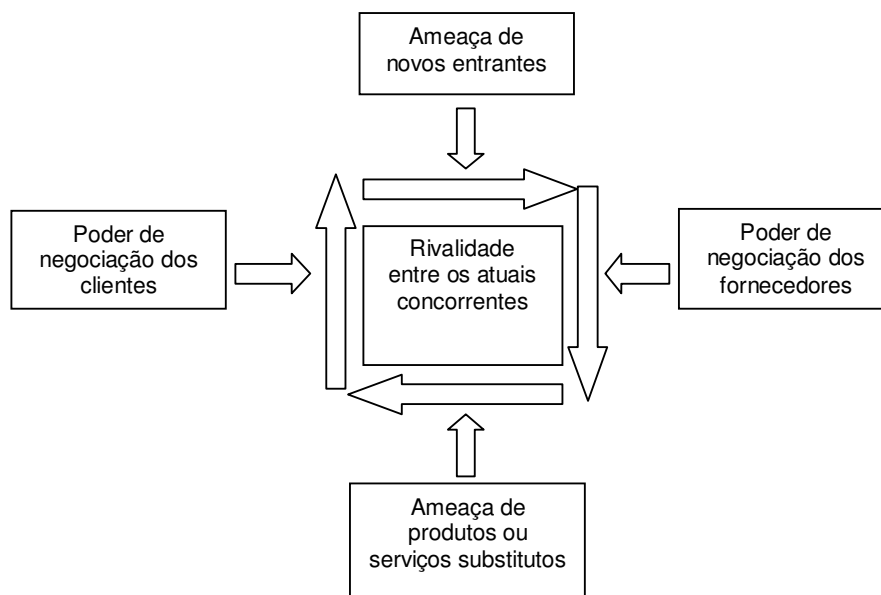 Ameaça de
novos entrantes
Poder de
negociação dos
clientes
Rivalidade
entre os atuais
concorrentes
Poder de
negociação dos
fornecedores
Ameaça de
produtos ou
serviços substitutos